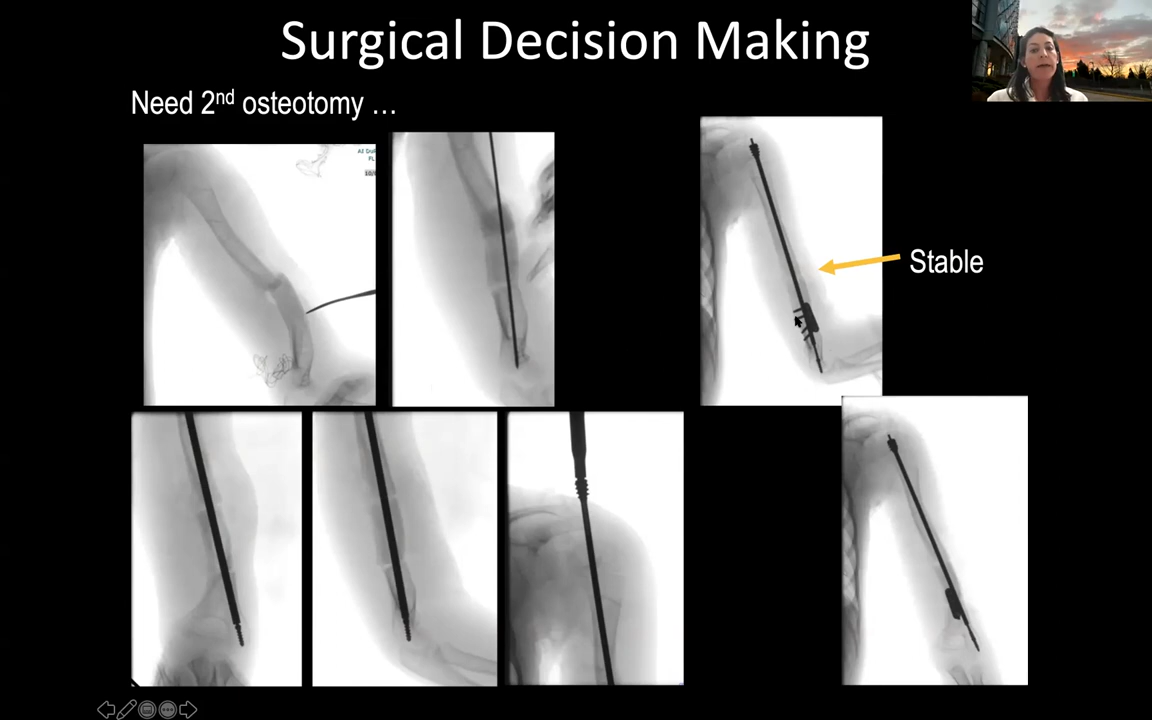 Surgical Decision Making
Need 2nd osteotomy …
Stable